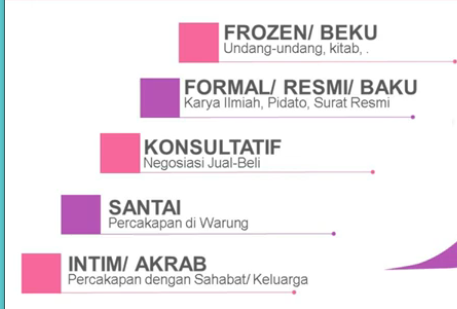 FROZEN/ BEKU
Undang-undang, kitab, .
FORMAL/ RESMI/ BAKU
Karya Ilmiah, Pidato, Surat Resmi
KONSULTATIF
Negosiasi Jual-Beli
SANTAI
Percakapan di Warung
INTIM/ AKRAB
Percakapan dengan Sahabat/ Keluarga